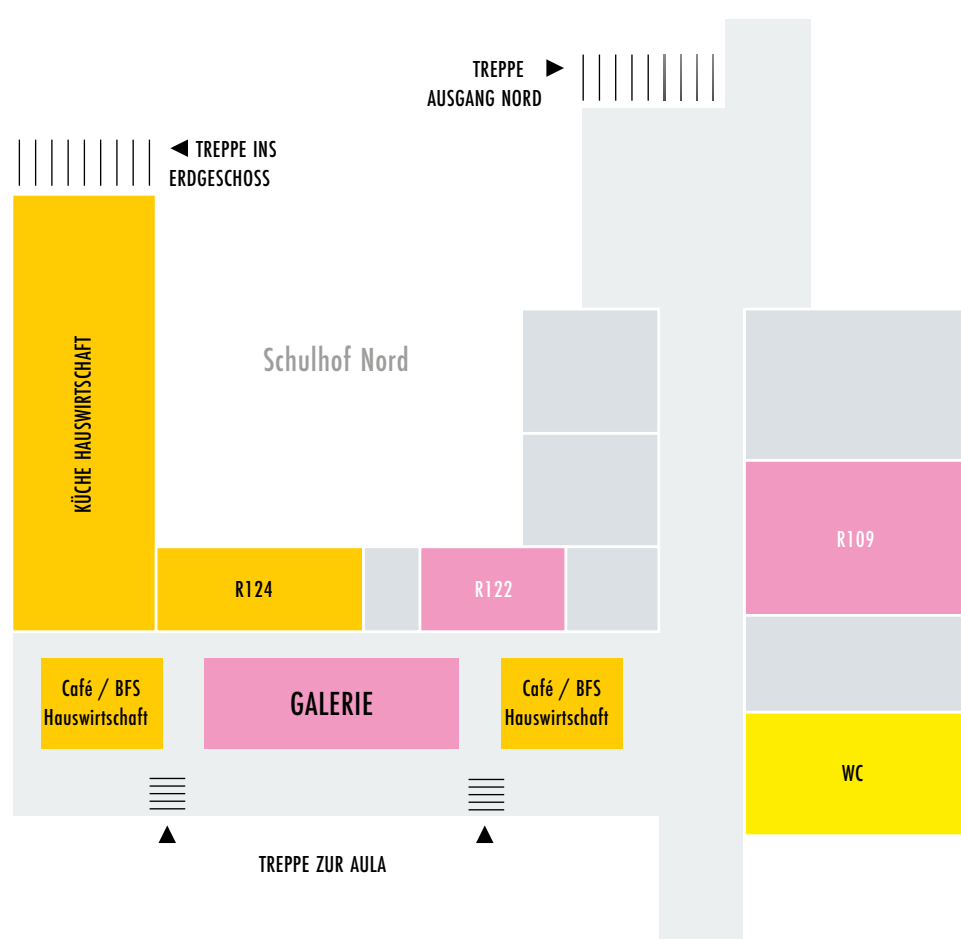 TREPPE
AUSGANG NORD
TREPPE INS
ERDGESCHOSS
KÜCHE HAUSWIRTSCHAFT
Schulhof Nord
R109
R124
R122
Café / BFS
Hauswirtschaft
GALERIE
Café / BFS
Hauswirtschaft
WC
TREPPE ZUR AULA